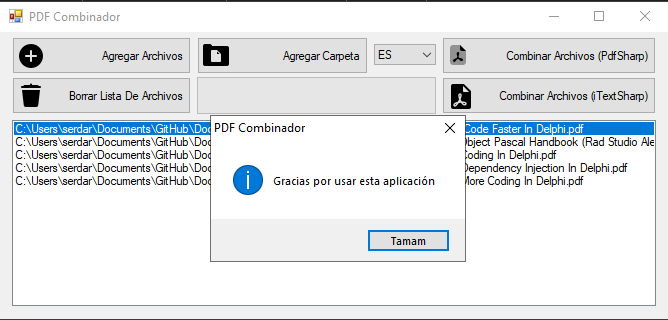 PDF Combinador
Agregar Archivos
Agregar Carpeta
ES
Combinar Archivos (PdfSharp)
Borrar Lista De Archivos
Combinar Archivos (iTextSharp)
C:\Users\serdar\Documents\GitHub\Doc
Code Faster In Delphi.pdf
C:\Users\serdar\Documents\GitHub\Doc
Object Pascal Handbook (Rad Studio Ale
C:\Users\serdar\Documents\GitHub\Doc
Coding In Delphi.pdf
C:\Users\serdar\Documents\GitHub\Doc
Dependency Injection In Delphi.pdf
C:\Users\serdar\Documents\GitHub\Doc
More Coding In Delphi.pdf
PDF Combinador
Gracias por usar esta aplicación
Tamam